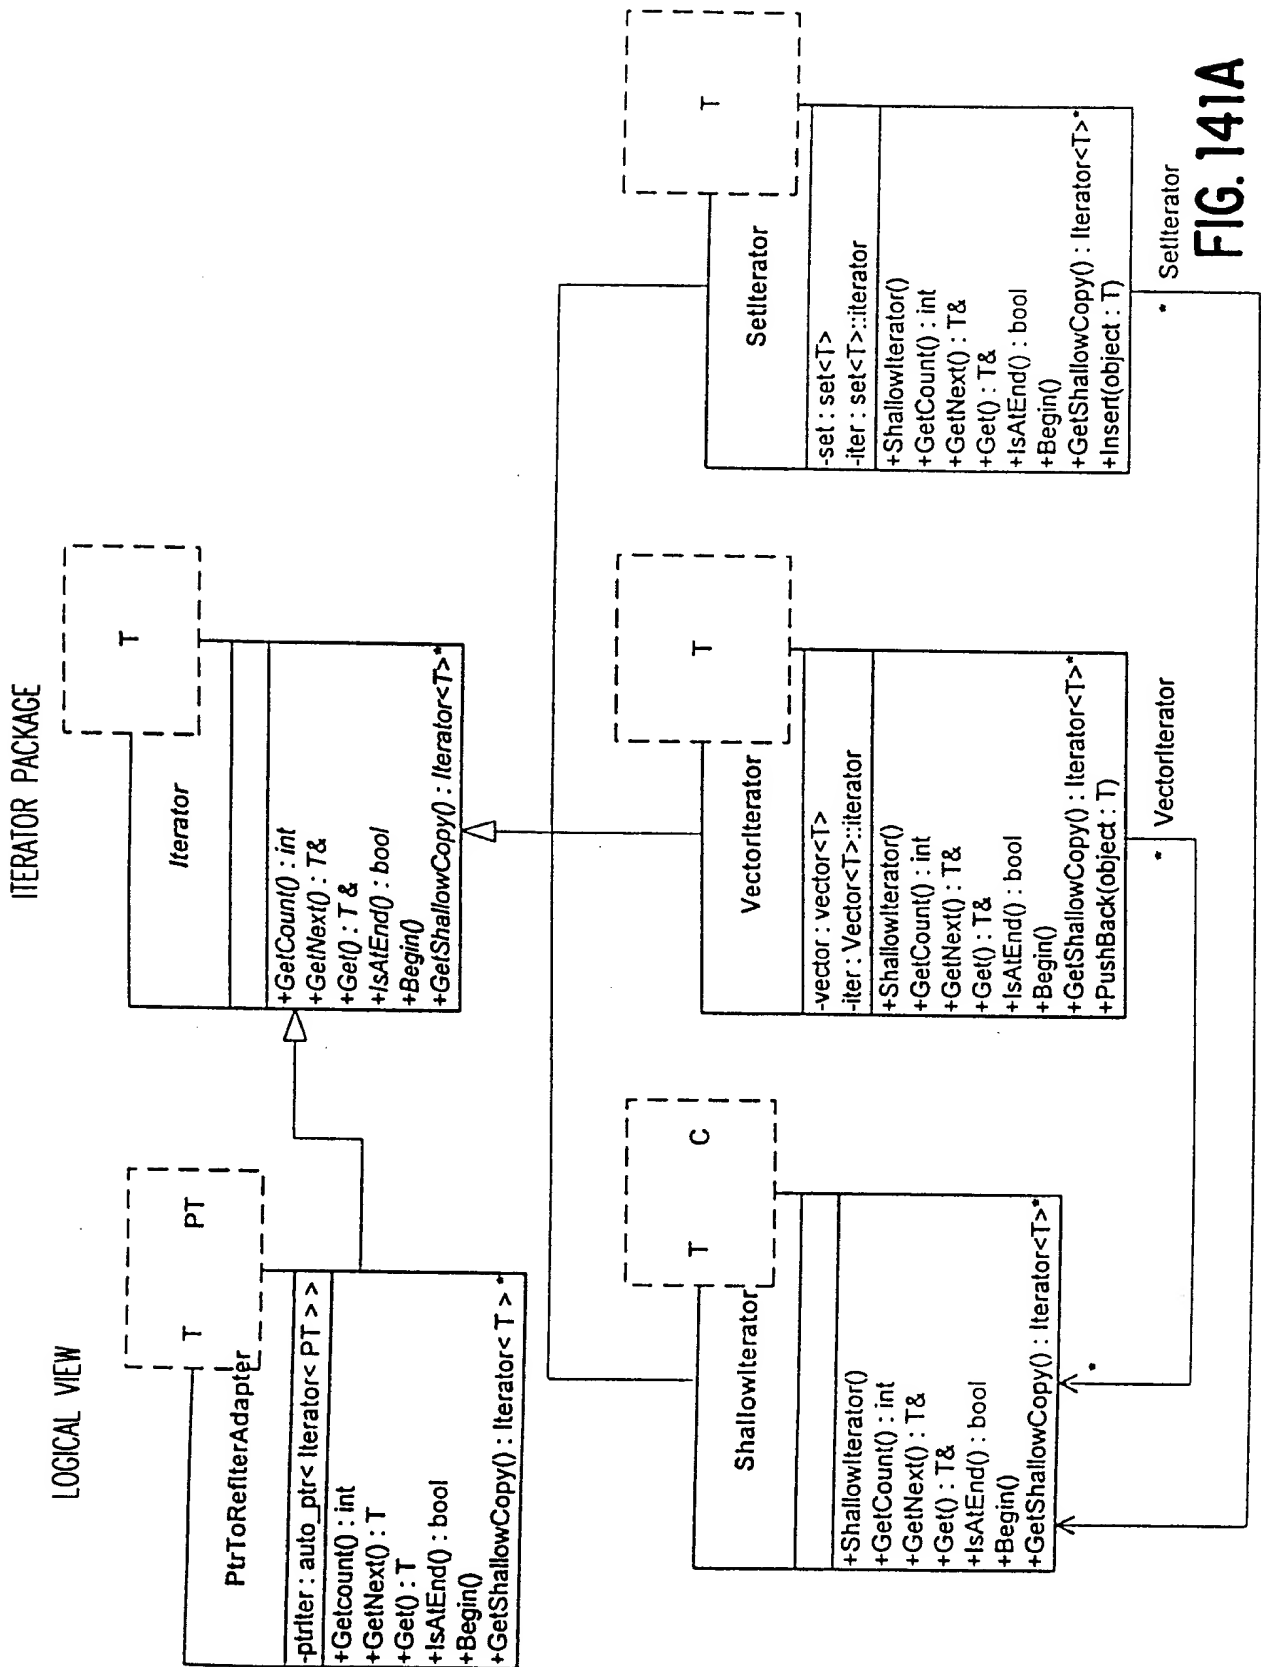 LOGICAL VIEW
ITERATOR PACKAGE
T PT
PtrToRefIterAdapter
-ptrIter : auto_ptr< Iterator< PT > >
+Getcount() : int
+GetNext() : T
+Get() : T
+IsAtEnd() : bool
+Begin()
+GetShallowCopy() : Iterator< T > *
T
Iterator
+GetCount() : int
+GetNext() : T&
+Get() : T &
+IsAtEnd() : bool
+Begin()
+GetShallowCopy() : Iterator<T>*
T C
ShallowIterator
+ShallowIterator()
+GetCount() : int
+GetNext() : T&
+Get() : T&
+IsAtEnd() : bool
+Begin()
+GetShallowCopy() : Iterator<T>*
*
T
VectorIterator
-vector : vector<T>
-iter : Vector<T>::iterator
+ShallowIterator()
+GetCount() : int
+GetNext() : T&
+Get() : T&
+IsAtEnd() : bool
+Begin()
+GetShallowCopy() : Iterator<T>*
+PushBack(object : T)
* VectorIterator
T
SetIterator
-set : set<T>
-iter : set<T>::iterator
+ShallowIterator()
+GetCount() : int
+GetNext() : T&
+Get() : T&
+IsAtEnd() : bool
+Begin()
+GetShallowCopy() : Iterator<T>*
+Insert(object : T)
* SetIterator
FIG. 141A